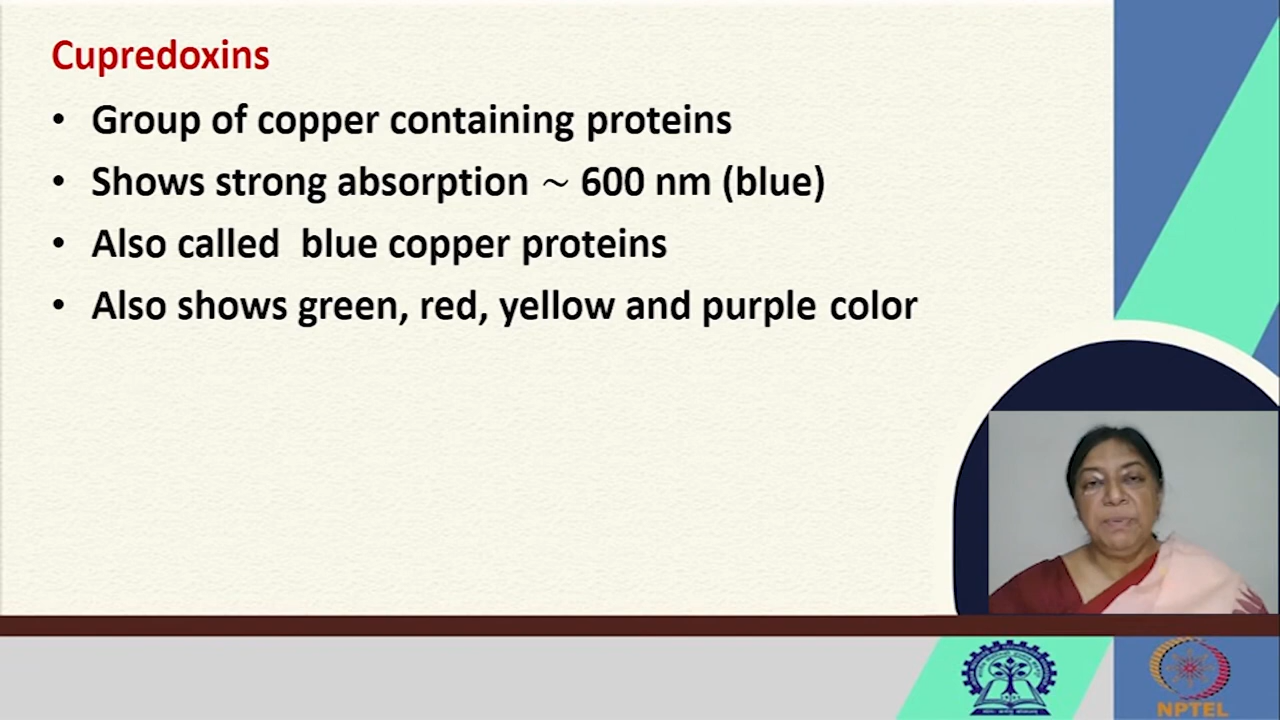 Cupredoxins
• Group of copper containing proteins
• Shows strong absorption ~ 600 nm (blue)
• Also called blue copper proteins
• Also shows green, red, yellow and purple color
NPTEL